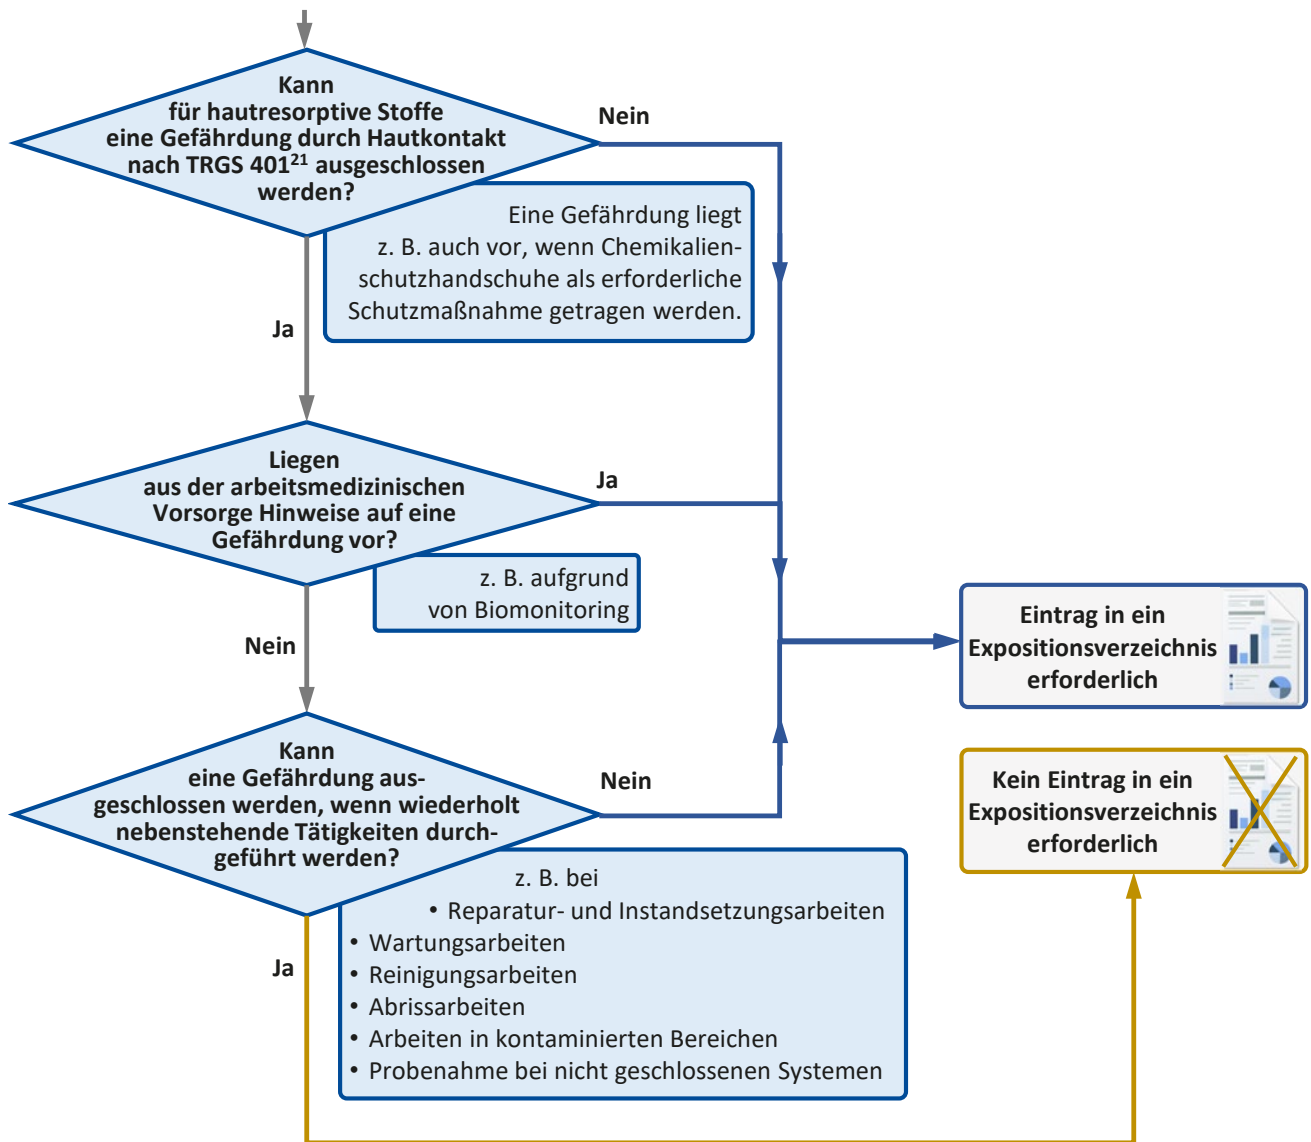 Kann
für hautresorptive Stoffe
eine Gefährdung durch Hautkontakt
nach TRGS 401²¹ ausgeschlossen
werden?
Nein
Eine Gefährdung liegt
z. B. auch vor, wenn Chemikalien-
schutzhandschuhe als erforderliche
Schutzmaßnahme getragen werden.
Ja
Liegen
aus der arbeitsmedizinischen
Vorsorge Hinweise auf eine
Gefährdung vor?
Ja
z. B. aufgrund
von Biomonitoring
Nein
Eintrag in ein
Expositionsverzeichnis
erforderlich
Kann
eine Gefährdung aus-
geschlossen werden, wenn wiederholt
nebenstehende Tätigkeiten durch-
geführt werden?
Nein
Kein Eintrag in ein
Expositionsverzeichnis
erforderlich
z. B. bei
• Reparatur- und Instandsetzungsarbeiten
• Wartungsarbeiten
• Reinigungsarbeiten
• Abrissarbeiten
• Arbeiten in kontaminierten Bereichen
• Probenahme bei nicht geschlossenen Systemen
Ja